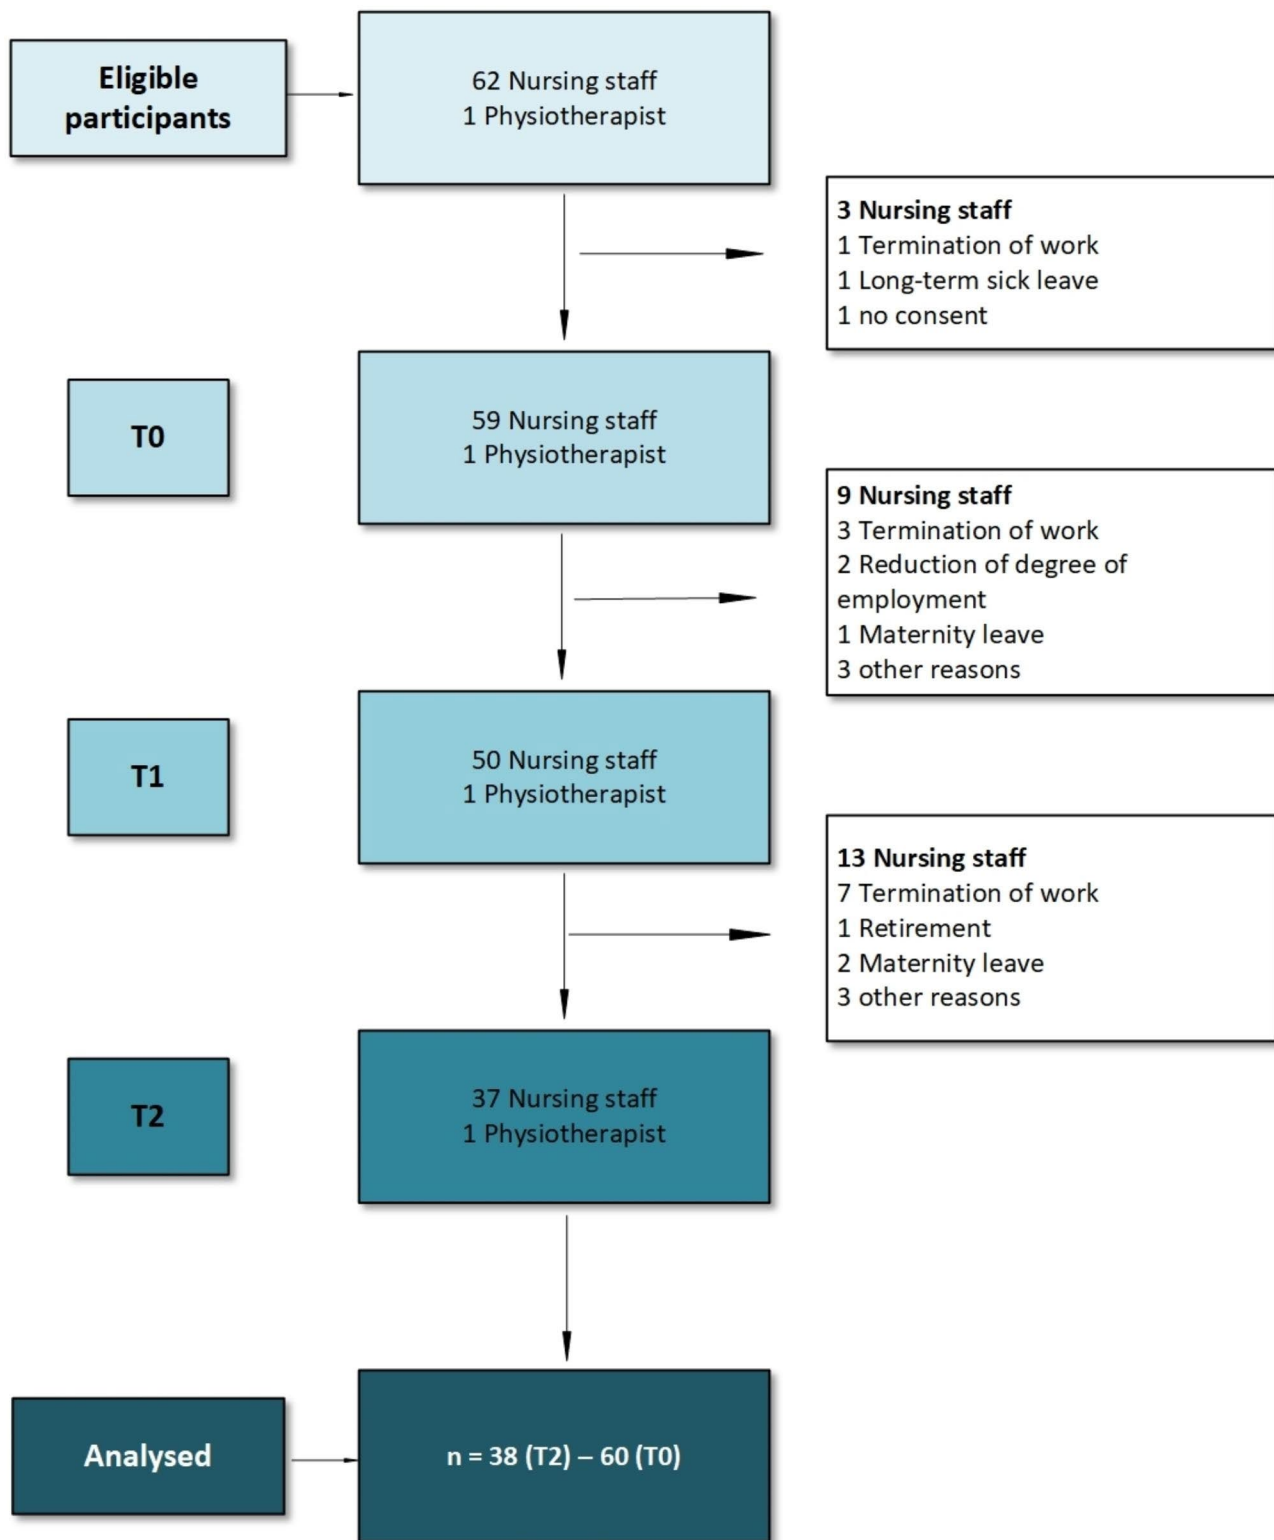 Eligible
participants
62 Nursing staff
1 Physiotherapist
3 Nursing staff
1 Termination of work
1 Long-term sick leave
1 no consent
T0
59 Nursing staff
1 Physiotherapist
9 Nursing staff
3 Termination of work
2 Reduction of degree of
employment
1 Maternity leave
3 other reasons
T1
50 Nursing staff
1 Physiotherapist
13 Nursing staff
7 Termination of work
1 Retirement
2 Maternity leave
3 other reasons
T2
37 Nursing staff
1 Physiotherapist
Analysed
n = 38 (T2) – 60 (T0)